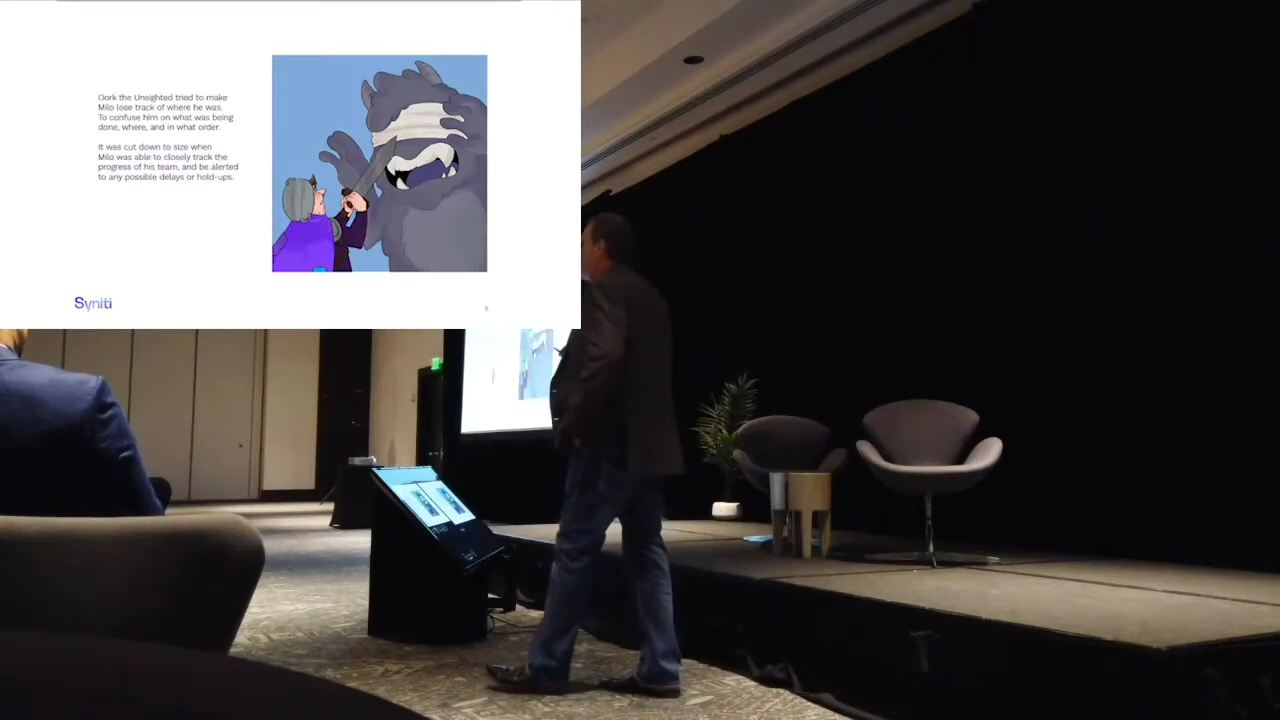 Oork the Unsighted tried to make
Milo lose track of where he was.
To confuse him on what was being
done, where, and in what order.
It was cut down to size when
Milo was able to closely track the
progress of his team, and be alerted
to any possible delays or hold-ups.
Syniti